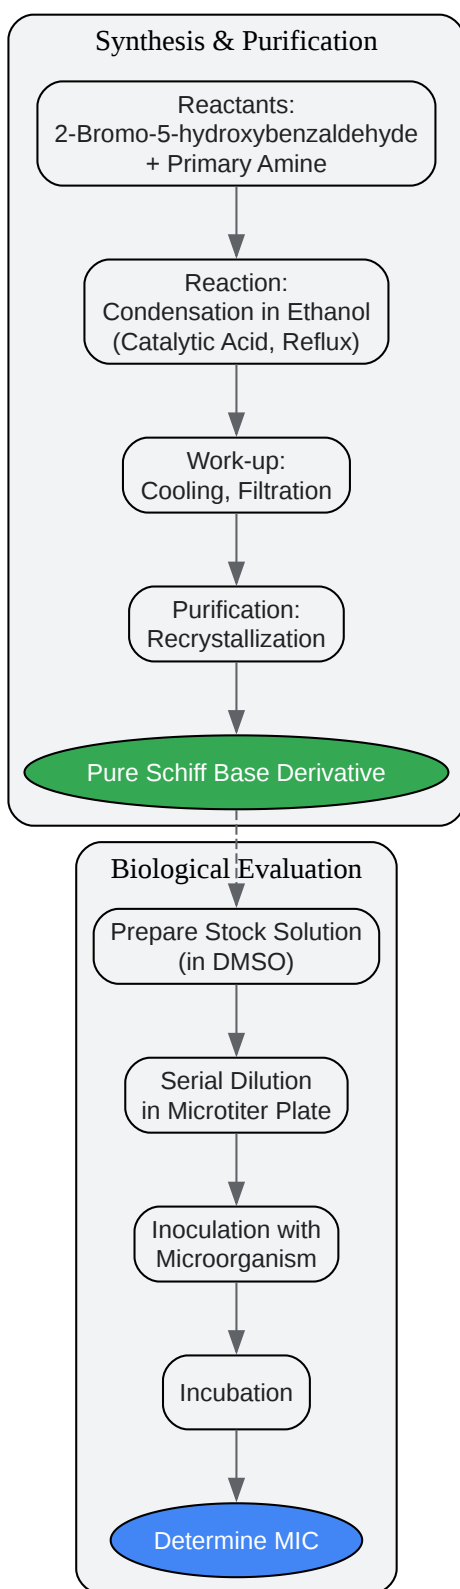 Synthesis & Purification
Reactants:
2-Bromo-5-hydroxybenzaldehyde
+ Primary Amine
Reaction:
Condensation in Ethanol
(Catalytic Acid, Reflux)
Work-up:
Cooling, Filtration
Purification:
Recrystallization
Pure Schiff Base Derivative
Biological Evaluation
Prepare Stock Solution
(in DMSO)
Serial Dilution
in Microtiter Plate
Inoculation with
Microorganism
Incubation
Determine MIC